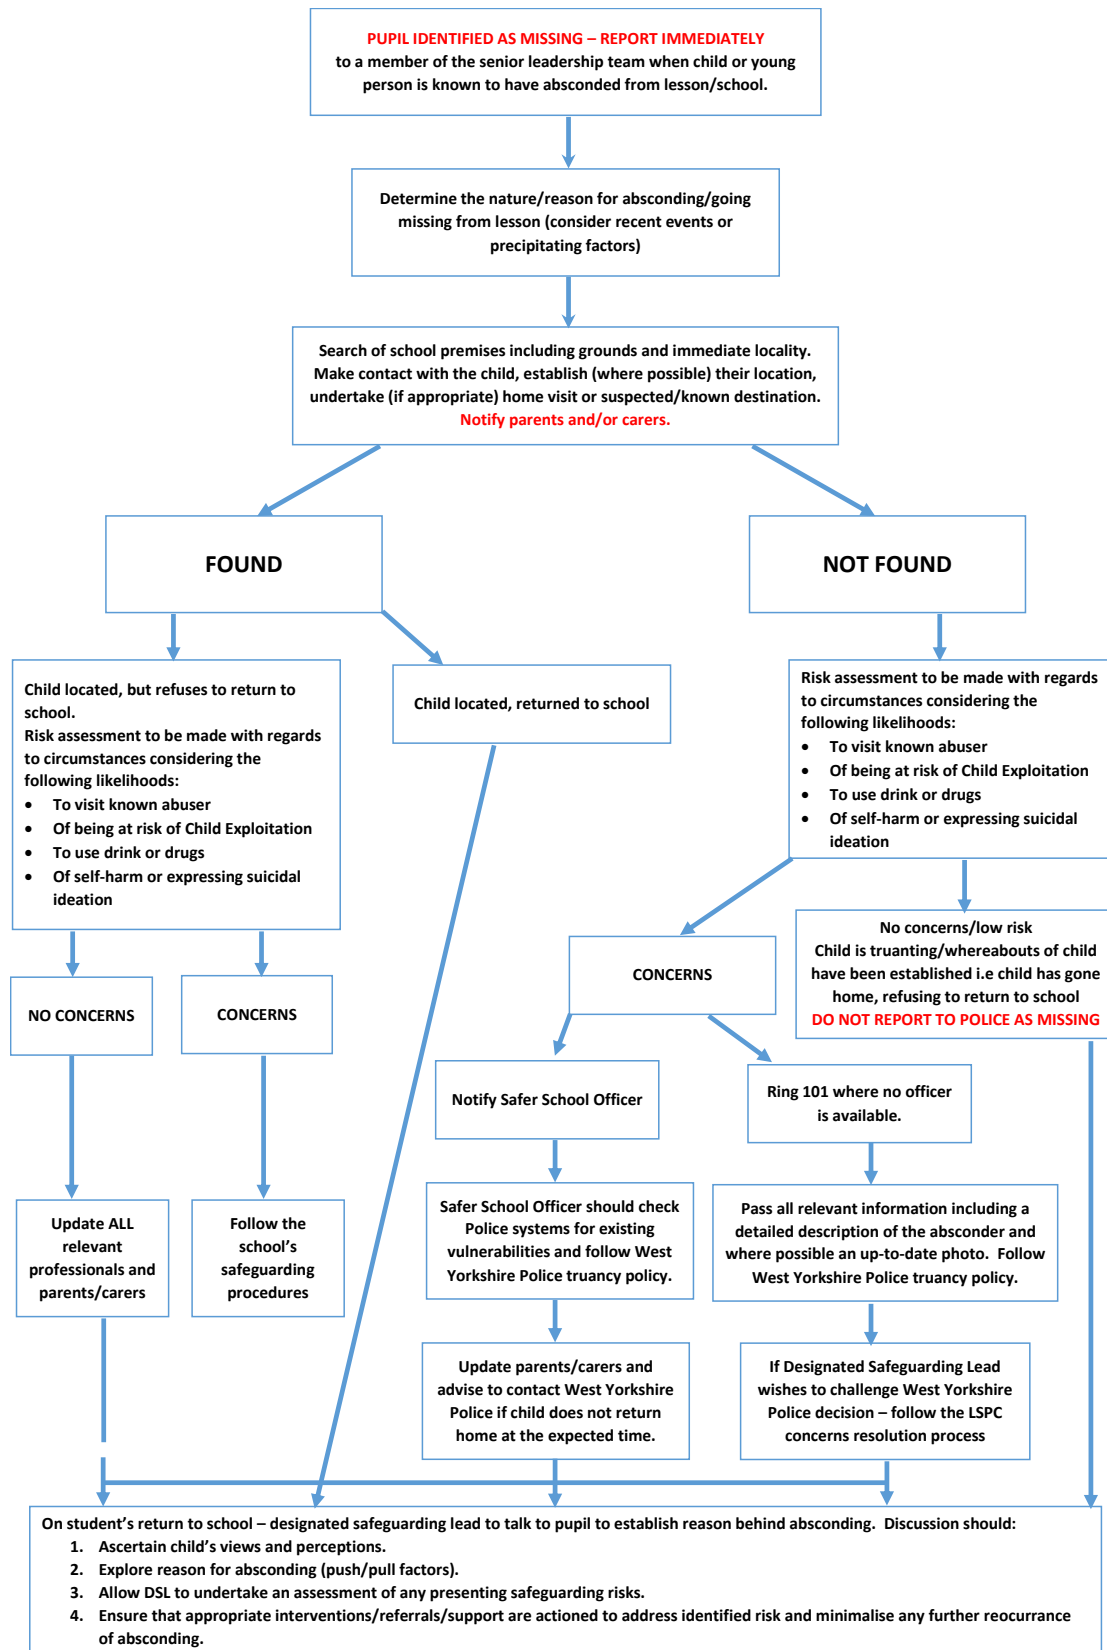 PUPIL IDENTIFIED AS MISSING – REPORT IMMEDIATELY
to a member of the senior leadership team when child or young
person is known to have absconded from lesson/school.
Determine the nature/reason for absconding/going
missing from lesson (consider recent events or
precipitating factors)
Search of school premises including grounds and immediate locality.
Make contact with the child, establish (where possible) their location,
undertake (if appropriate) home visit or suspected/known destination.
Notify parents and/or carers.
FOUND
NOT FOUND
Child located, but refuses to return to
school.
Risk assessment to be made with regards
to circumstances considering the
following likelihoods:
• To visit known abuser
• Of being at risk of Child Exploitation
• To use drink or drugs
• Of self-harm or expressing suicidal
ideation
Child located, returned to school
Risk assessment to be made with regards
to circumstances considering the
following likelihoods:
• To visit known abuser
• Of being at risk of Child Exploitation
• To use drink or drugs
• Of self-harm or expressing suicidal
ideation
NO CONCERNS
CONCERNS
CONCERNS
No concerns/low risk
Child is truanting/whereabouts of child
have been established i.e child has gone
home, refusing to return to school
DO NOT REPORT TO POLICE AS MISSING
Notify Safer School Officer
Ring 101 where no officer
is available.
Update ALL
relevant
professionals and
parents/carers
Follow the
school's
safeguarding
procedures
Safer School Officer should check
Police systems for existing
vulnerabilities and follow West
Yorkshire Police truancy policy.
Pass all relevant information including a
detailed description of the absconder and
where possible an up-to-date photo.  Follow
West Yorkshire Police truancy policy.
Update parents/carers and
advise to contact West Yorkshire
Police if child does not return
home at the expected time.
If Designated Safeguarding Lead
wishes to challenge West Yorkshire
Police decision – follow the LSPC
concerns resolution process
On student's return to school – designated safeguarding lead to talk to pupil to establish reason behind absconding.  Discussion should:
1. Ascertain child's views and perceptions.
2. Explore reason for absconding (push/pull factors).
3. Allow DSL to undertake an assessment of any presenting safeguarding risks.
4. Ensure that appropriate interventions/referrals/support are actioned to address identified risk and minimalise any further reocurrance
of absconding.